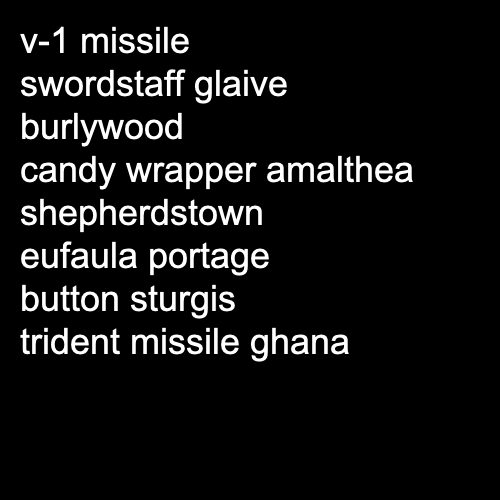 v-1 missile
swordstaff glaive
burlywood
candy wrapper amalthea
shepherdstown
eufaula portage
button sturgis
trident missile ghana